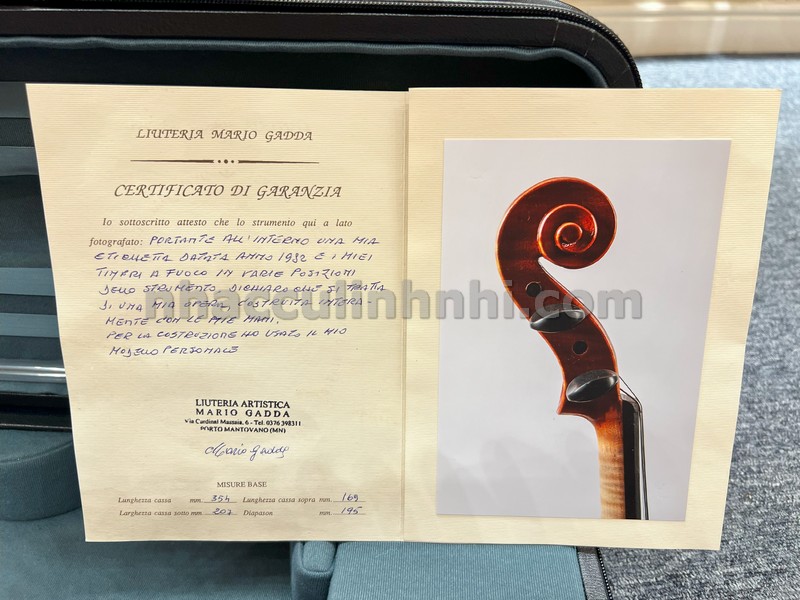 LIUTERIA MARIO GADDA
CERTIFICATO DI GARANZIA
Io sottoscritto attesto che lo strumento qui a lato
fotografato: PORTANTE ALL'INTERNO UNA MIA
ETICHETTA DATATA ANNO 1982 E I MIEI
TIMBRI A FUOCO IN VARIE POSIZIONI
DELLO STRUMENTO, DICHIARO CHE SI TRATTA
DI UNA MIA OPERA, COSTRUITA INTERA-
MENTE CON LE MIE MANI.
PER LA COSTRUZIONE HO USATO IL MIO
MODELLO PERSONALE
LIUTERIA ARTISTICA
MARIO GADDA
Via Cardinal Massaia, 6 - Tel. 0376 398311
PORTO MANTOVANO (MN)
Mario Gadda
MISURE BASE
Lunghezza cassa mm 354 Lunghezza cassa sopra mm 169
Larghezza cassa sotto mm 207 Diapason mm 195